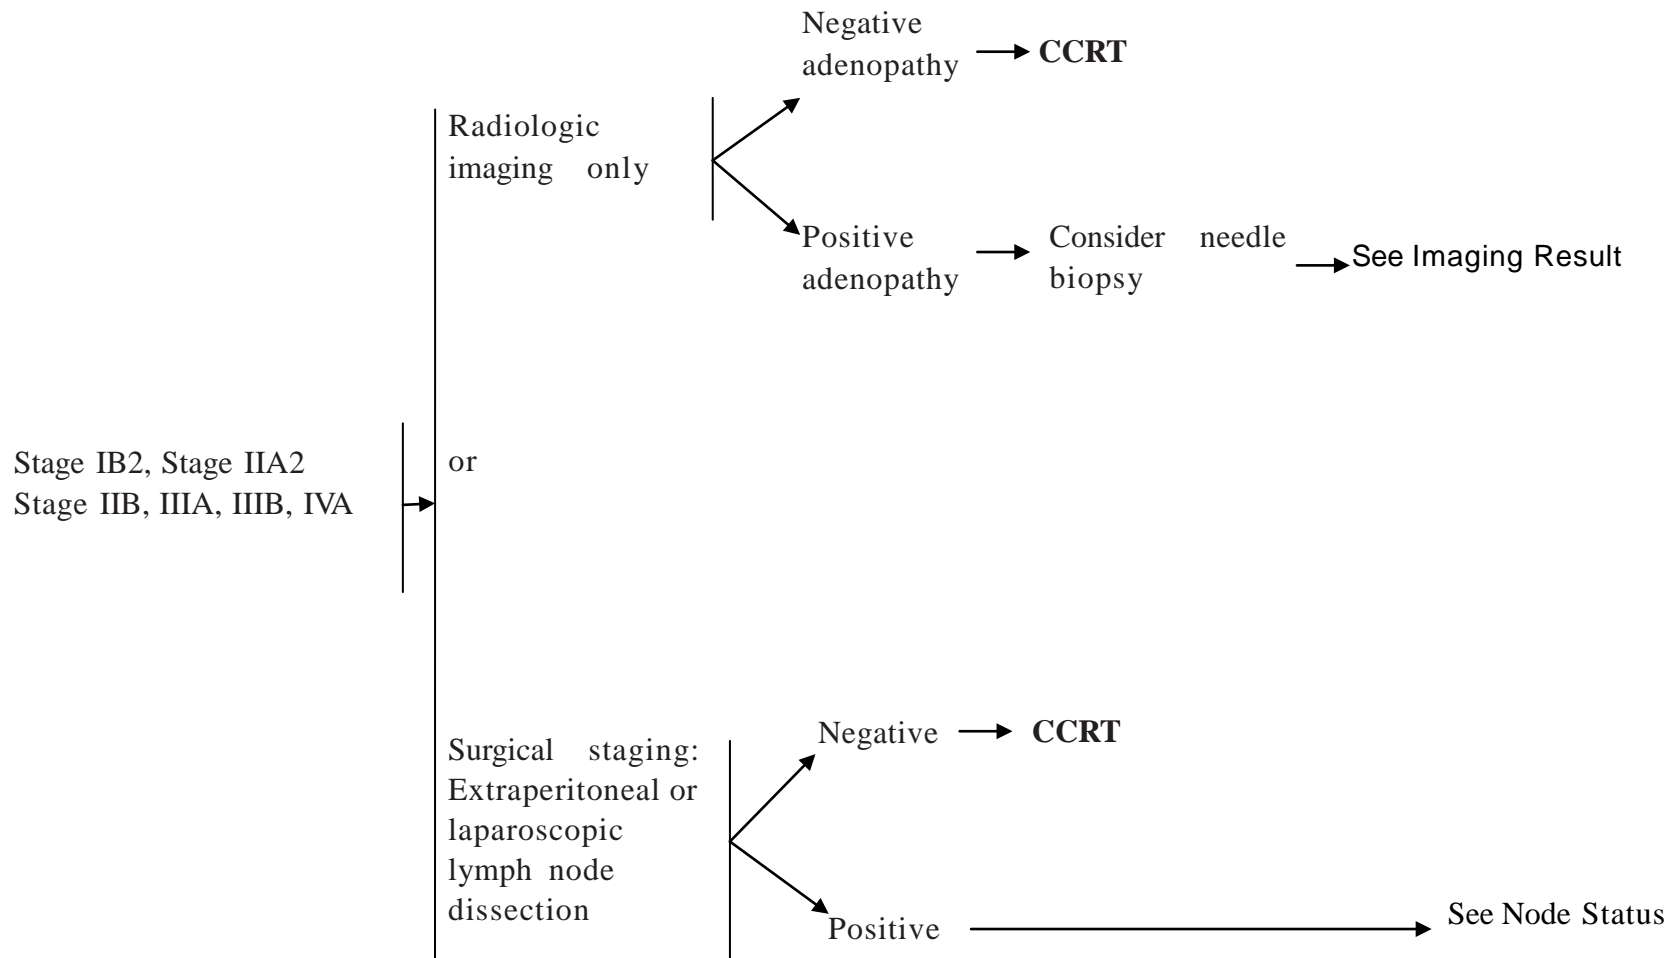 Negative
adenopathy
CCRT
Radiologic
imaging only
Positive
adenopathy
Consider needle
biopsy
See Imaging Result
Stage IB2, Stage IIA2
Stage IIB, IIIA, IIIB, IVA
or
Surgical staging:
Extraperitoneal or
laparoscopic
lymph node
dissection
Negative
CCRT
Positive
See Node Status